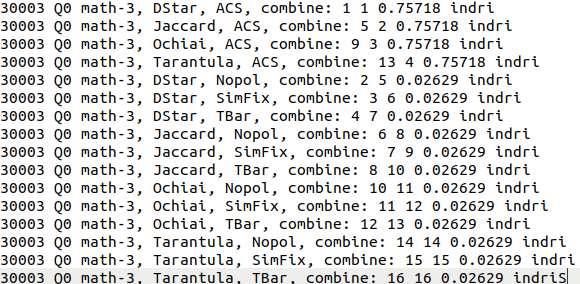 30003 Q0 math-3, DStar, ACS, combine: 1 1 0.75718 indri
30003 Q0 math-3, Jaccard, ACS, combine: 5 2 0.75718 indri
30003 Q0 math-3, Ochiai, ACS, combine: 9 3 0.75718 indri
30003 Q0 math-3, Tarantula, ACS, combine: 13 4 0.75718 indri
30003 Q0 math-3, DStar, Nopol, combine: 2 5 0.02629 indri
30003 Q0 math-3, DStar, SimFix, combine: 3 6 0.02629 indri
30003 Q0 math-3, DStar, TBar, combine: 4 7 0.02629 indri
30003 Q0 math-3, Jaccard, Nopol, combine: 6 8 0.02629 indri
30003 Q0 math-3, Jaccard, SimFix, combine: 7 9 0.02629 indri
30003 Q0 math-3, Jaccard, TBar, combine: 8 10 0.02629 indri
30003 Q0 math-3, Ochiai, Nopol, combine: 10 11 0.02629 indri
30003 Q0 math-3, Ochiai, SimFix, combine: 11 12 0.02629 indri
30003 Q0 math-3, Ochiai, TBar, combine: 12 13 0.02629 indri
30003 Q0 math-3, Tarantula, Nopol, combine: 14 14 0.02629 indri
30003 Q0 math-3, Tarantula, SimFix, combine: 15 15 0.02629 indri
30003 Q0 math-3, Tarantula, TBar, combine: 16 16 0.02629 indriS